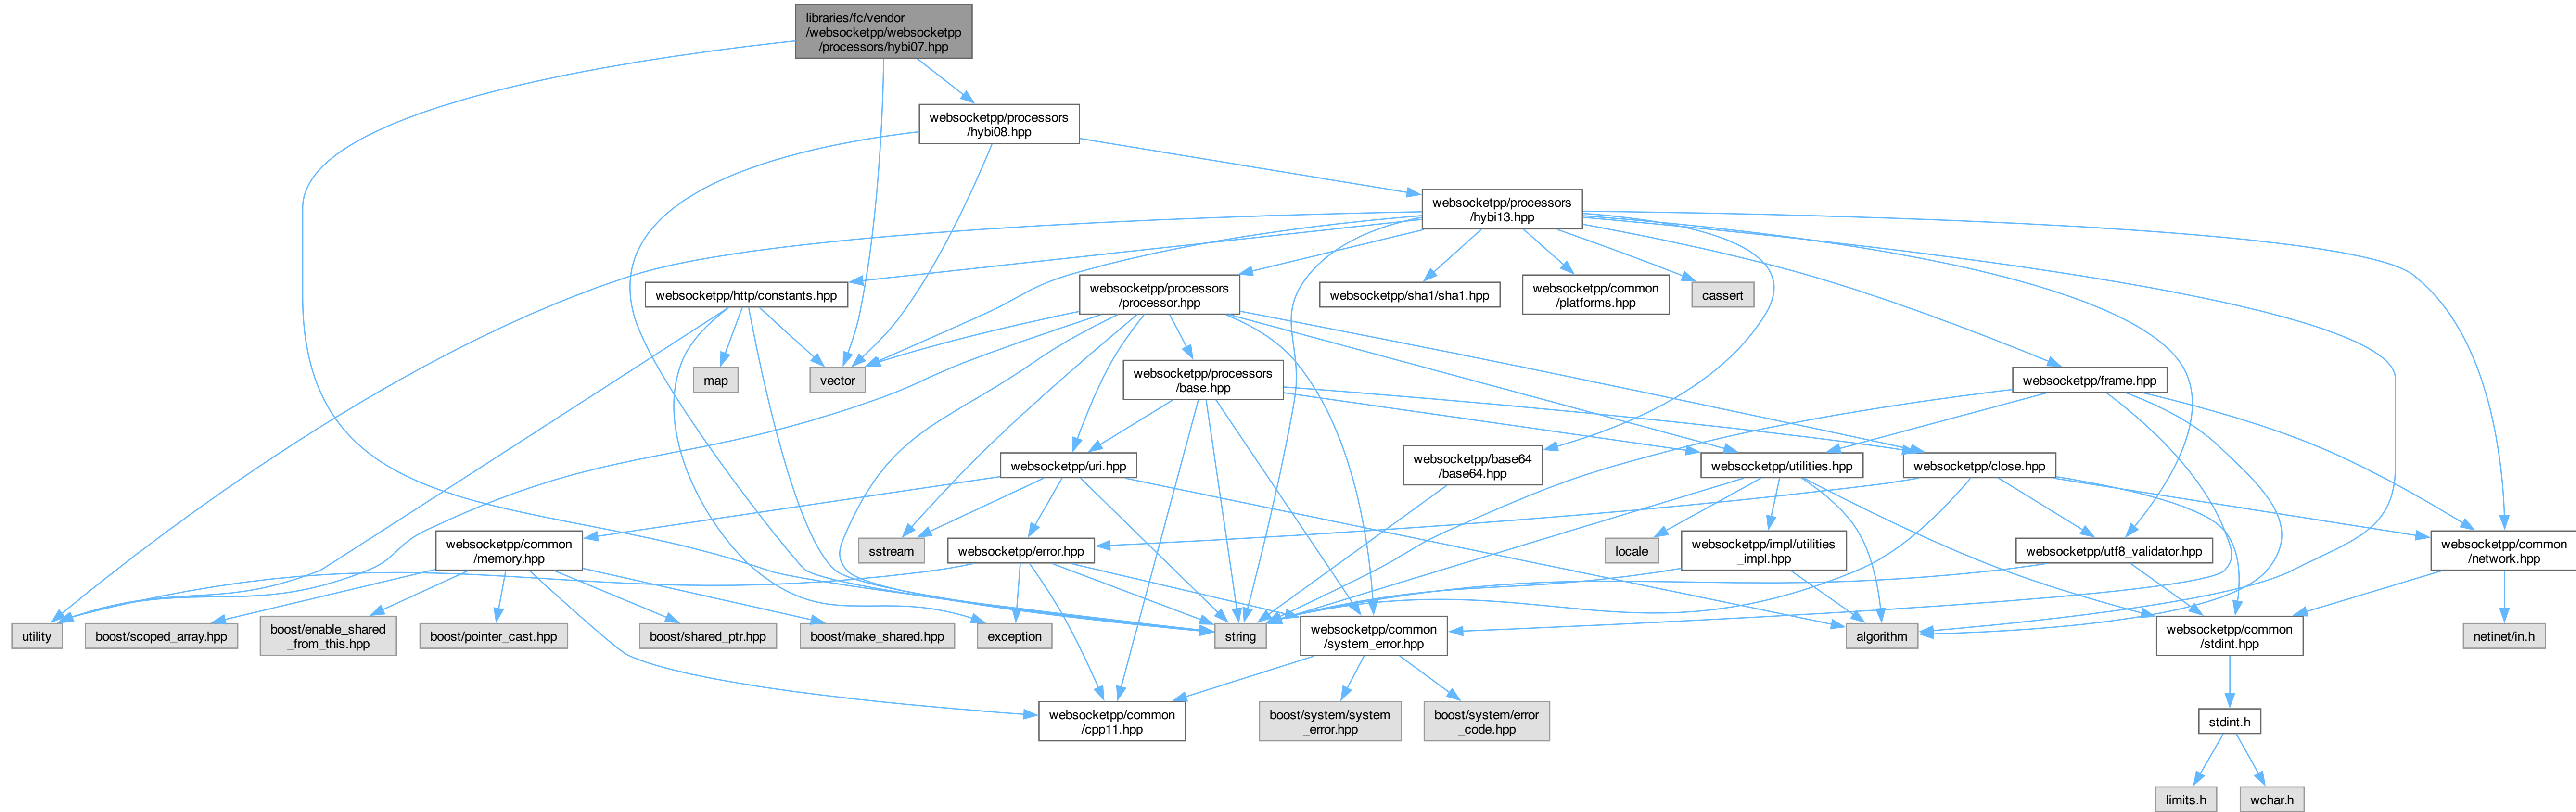 libraries/fc/vendor
/websocketpp/websocketpp
/processors/hybi07.hpp
websocketpp/processors
/hybi08.hpp
websocketpp/processors
/hybi13.hpp
websocketpp/http/constants.hpp
websocketpp/processors
/processor.hpp
websocketpp/sha1/sha1.hpp
websocketpp/common
/platforms.hpp
cassert
map
vector
websocketpp/processors
/base.hpp
websocketpp/frame.hpp
websocketpp/uri.hpp
websocketpp/base64
/base64.hpp
websocketpp/utilities.hpp
websocketpp/close.hpp
websocketpp/common
/memory.hpp
sstream
websocketpp/error.hpp
locale
websocketpp/impl/utilities
_impl.hpp
websocketpp/utf8_validator.hpp
websocketpp/common
/network.hpp
utility
boost/scoped_array.hpp
boost/enable_shared
_from_this.hpp
boost/pointer_cast.hpp
boost/shared_ptr.hpp
boost/make_shared.hpp
exception
string
websocketpp/common
/system_error.hpp
algorithm
websocketpp/common
/stdint.hpp
netinet/in.h
websocketpp/common
/cpp11.hpp
boost/system/system
_error.hpp
boost/system/error
_code.hpp
stdint.h
limits.h
wchar.h